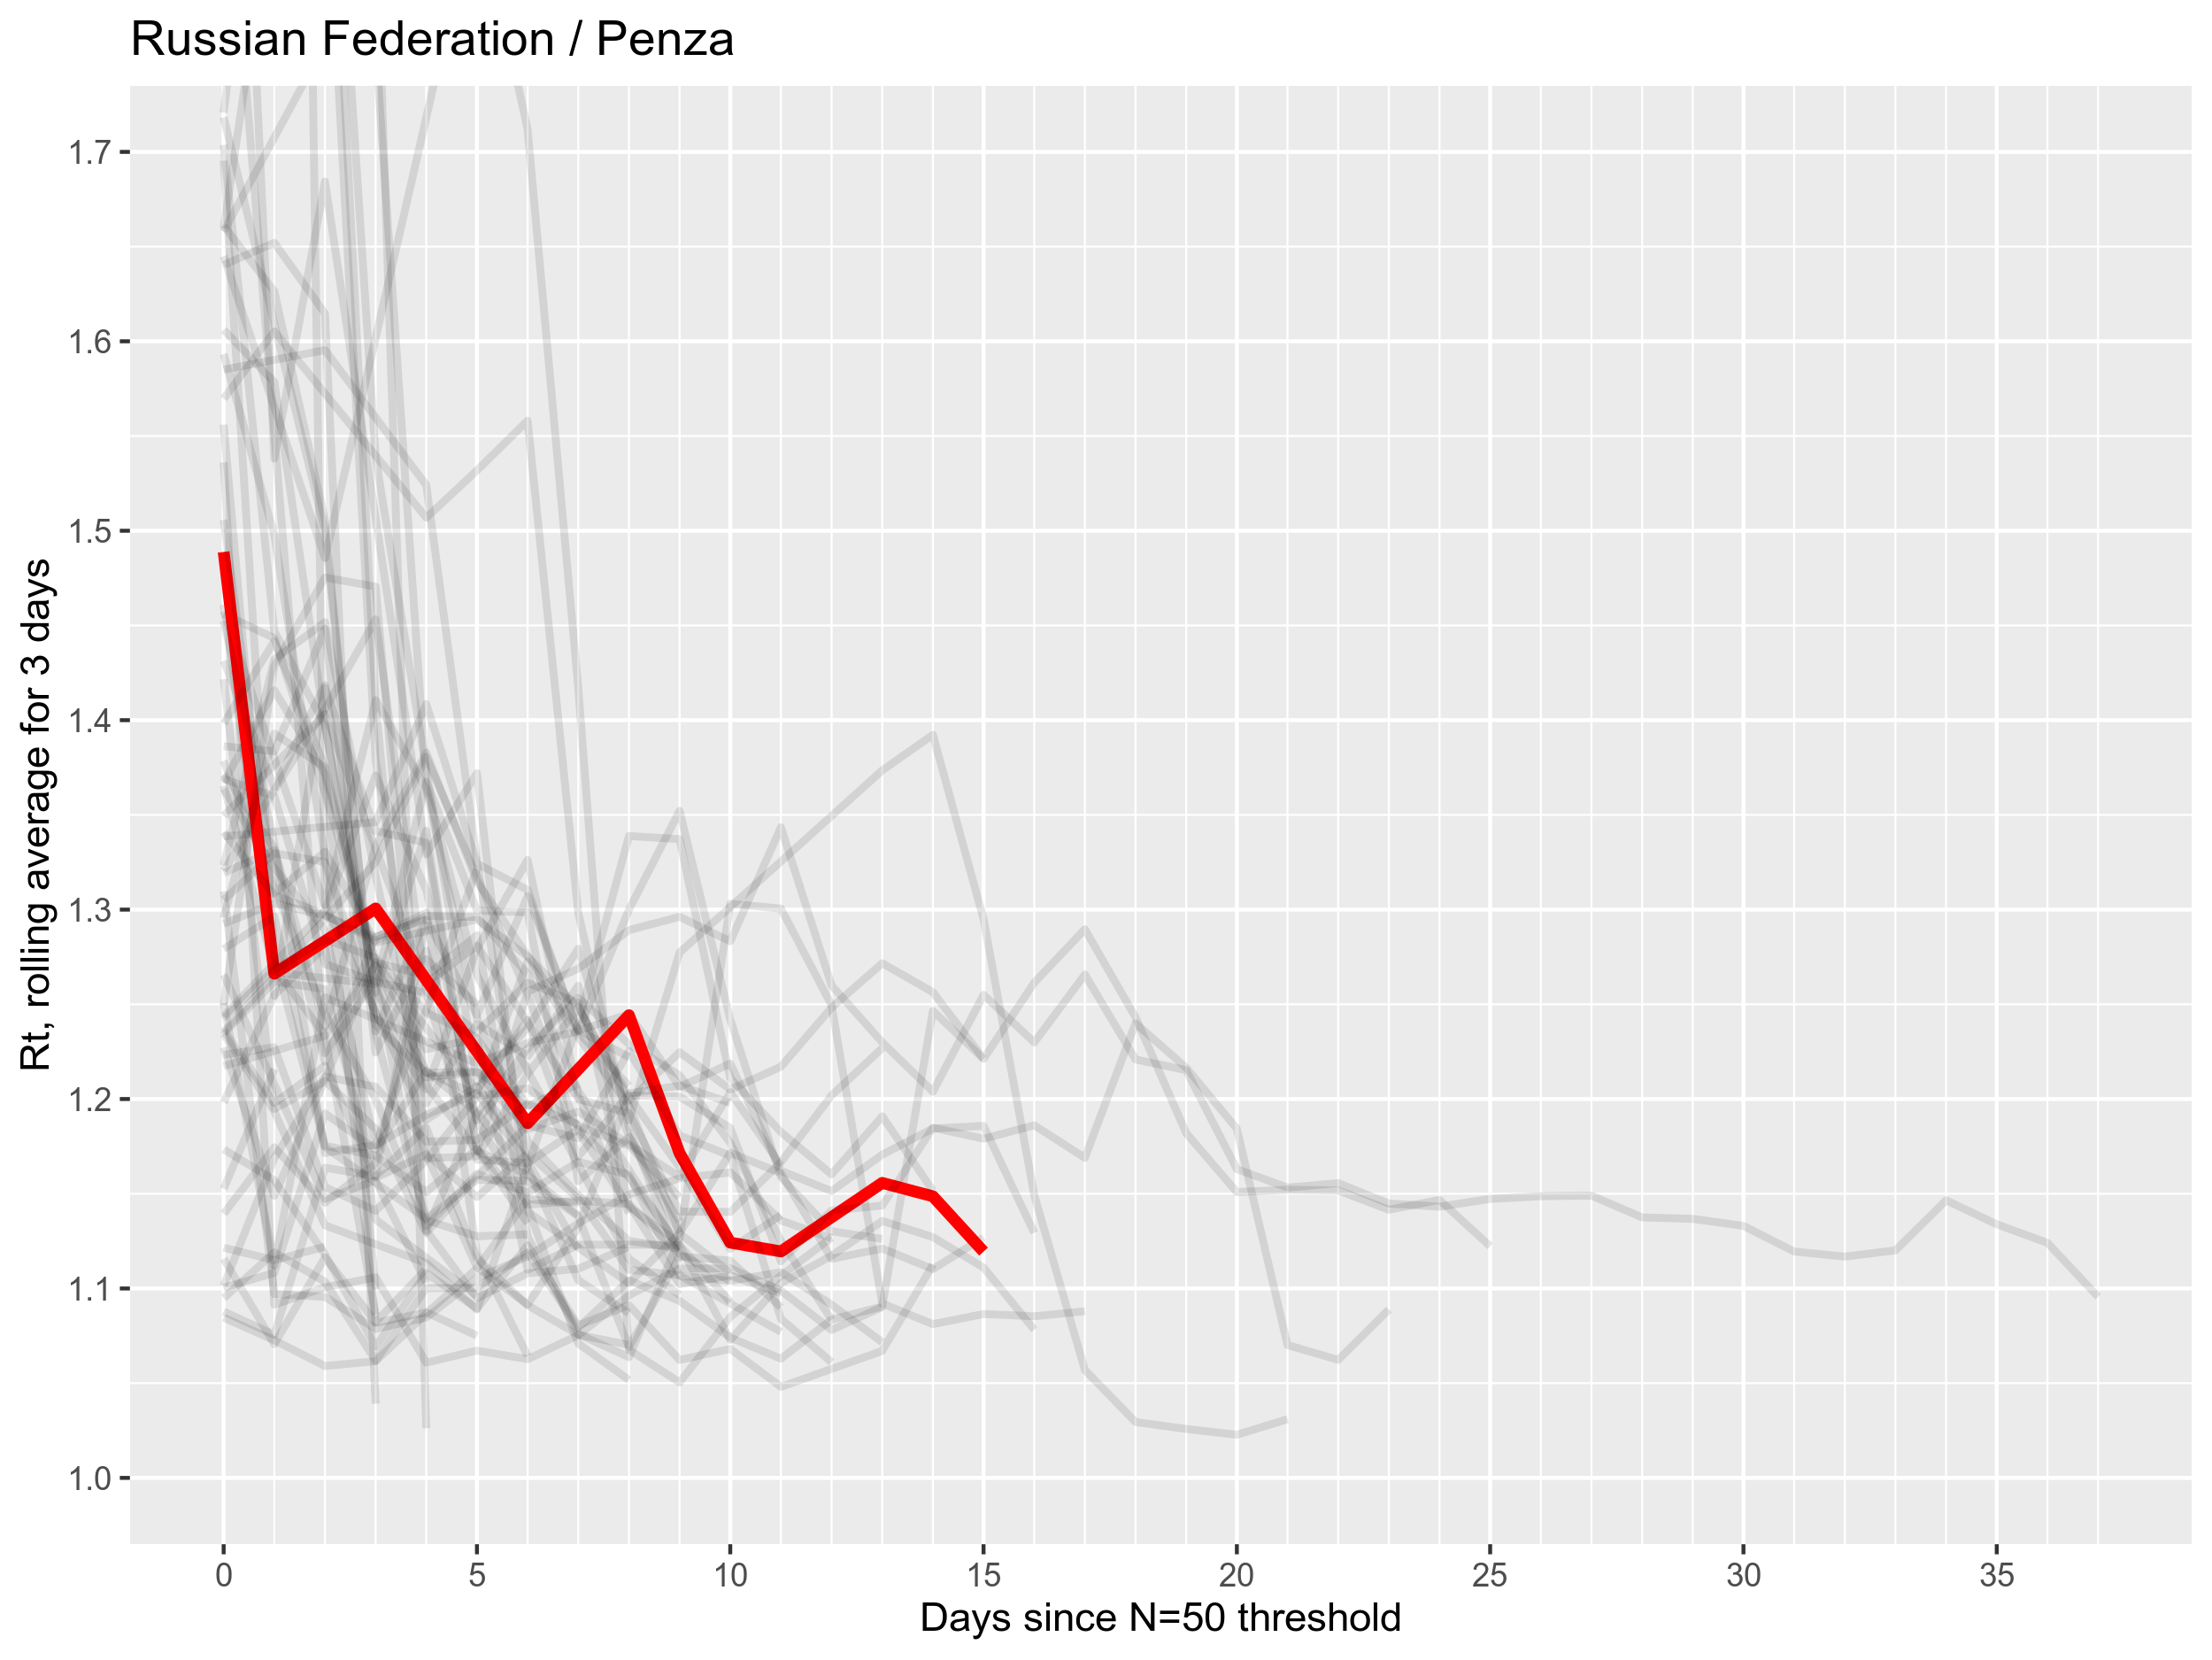 Russian Federation / Penza
Rt, rolling average for 3 days
1.7
1.6
1.5
1.4
1.3
1.2
1.1
1.0
0 5 10 15 20 25 30 35
Days since N=50 threshold